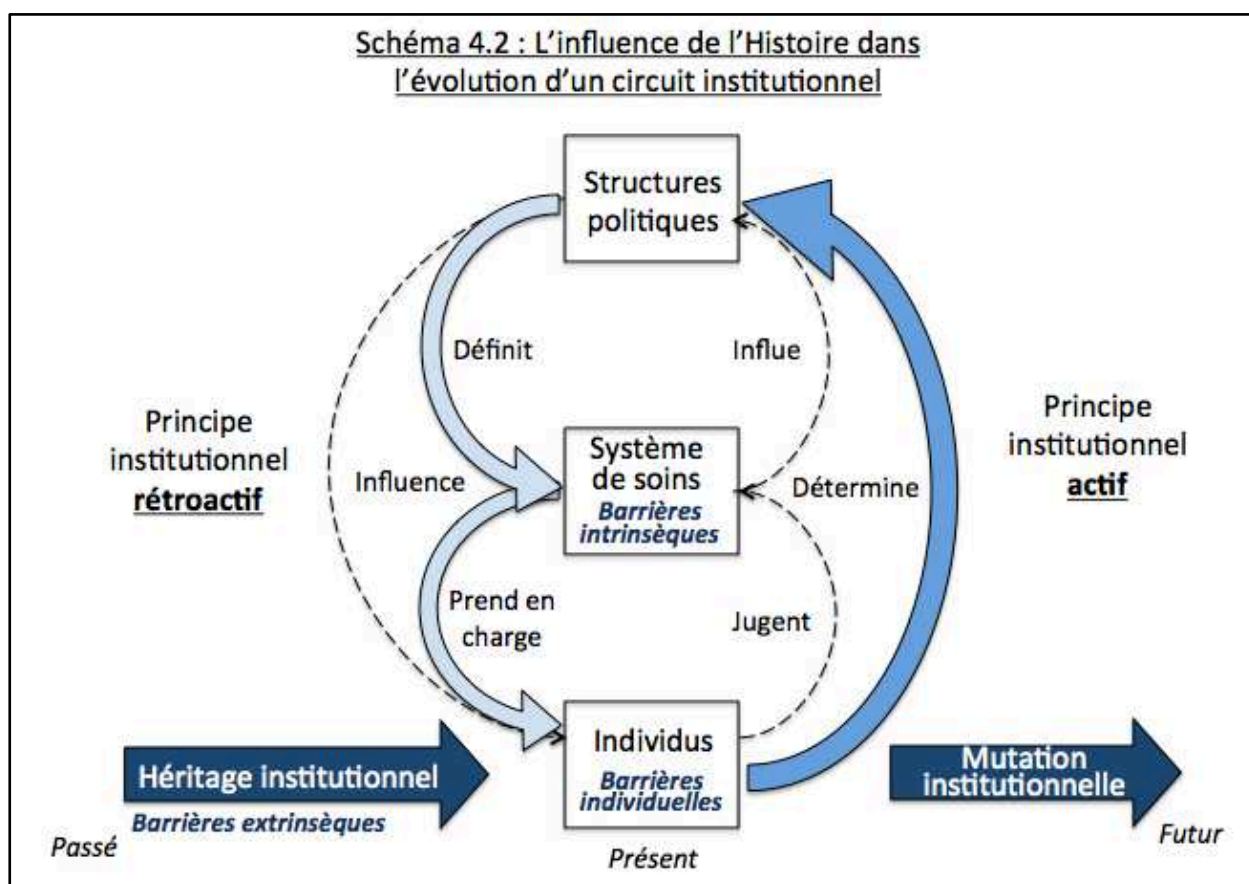 Schéma 4.2 : L'influence de l'Histoire dans
l'évolution d'un circuit institutionnel
Structures
politiques
Définit
Influe
Principe
institutionnel
rétroactif
Influence
Système
de soins
Barrières
intrinsèques
Détermine
Principe
institutionnel
actif
Prend en
charge
Jugent
Individus
Barrières
individuelles
Héritage institutionnel
Barrières extrinsèques
Mutation
institutionnelle
Passé
Présent
Futur